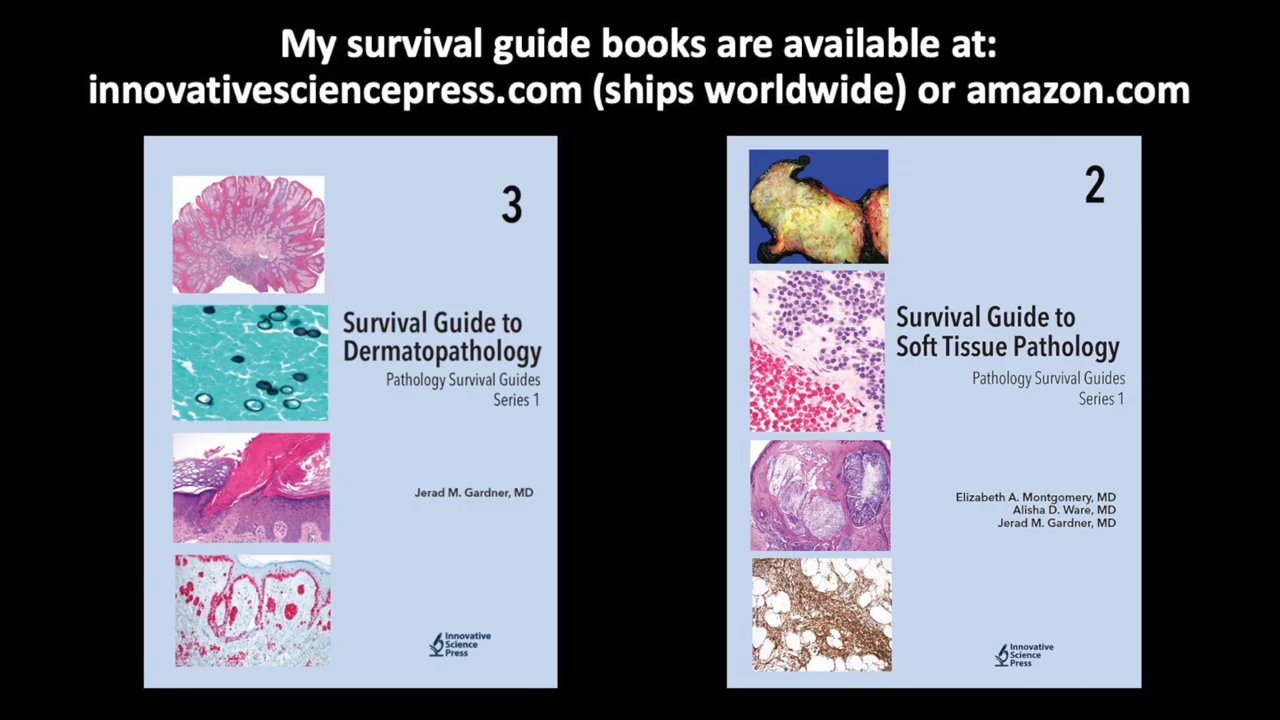 My survival guide books are available at:
innovativesciencepress.com (ships worldwide) or amazon.com
3
Survival Guide to
Dermatopathology
Pathology Survival Guides
Series 1
Jerad M. Gardner, MD
Innovative
Science
Press
2
Survival Guide to
Soft Tissue Pathology
Pathology Survival Guides
Series 1
Elizabeth A. Montgomery, MD
Alisha D. Ware, MD
Jerad M. Gardner, MD
Innovative
Science
Press